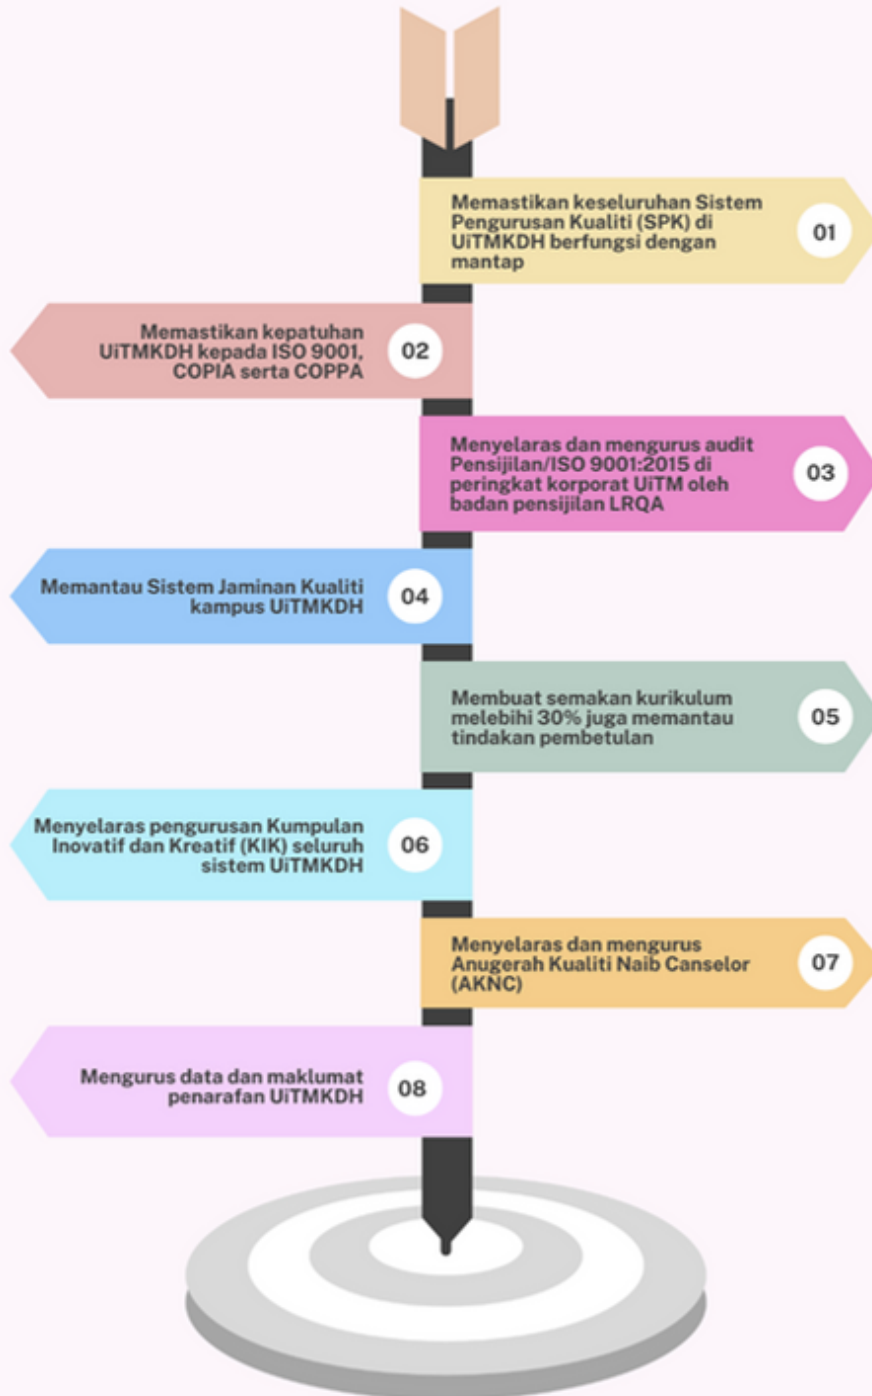 Memastikan keseluruhan Sistem
Pengurusan Kualiti (SPK) di
UiTMKDH berfungsi dengan
mantap
01
Memastikan kepatuhan
UiTMKDH kepada ISO 9001,
COPIA serta COPPA
02
Menyelaras dan mengurus audit
Pensijilan/ISO 9001:2015 di
peringkat korporat UiTM oleh
badan pensijilan LRQA
03
Memantau Sistem Jaminan Kualiti
kampus UiTMKDH
04
Membuat semakan kurikulum
melebihi 30% juga memantau
tindakan pembetulan
05
Menyelaras pengurusan Kumpulan
Inovatif dan Kreatif (KIK) seluruh
sistem UiTMKDH
06
Menyelaras dan mengurus
Anugerah Kualiti Naib Canselor
(AKNC)
07
Mengurus data dan maklumat
penarafan UiTMKDH
08